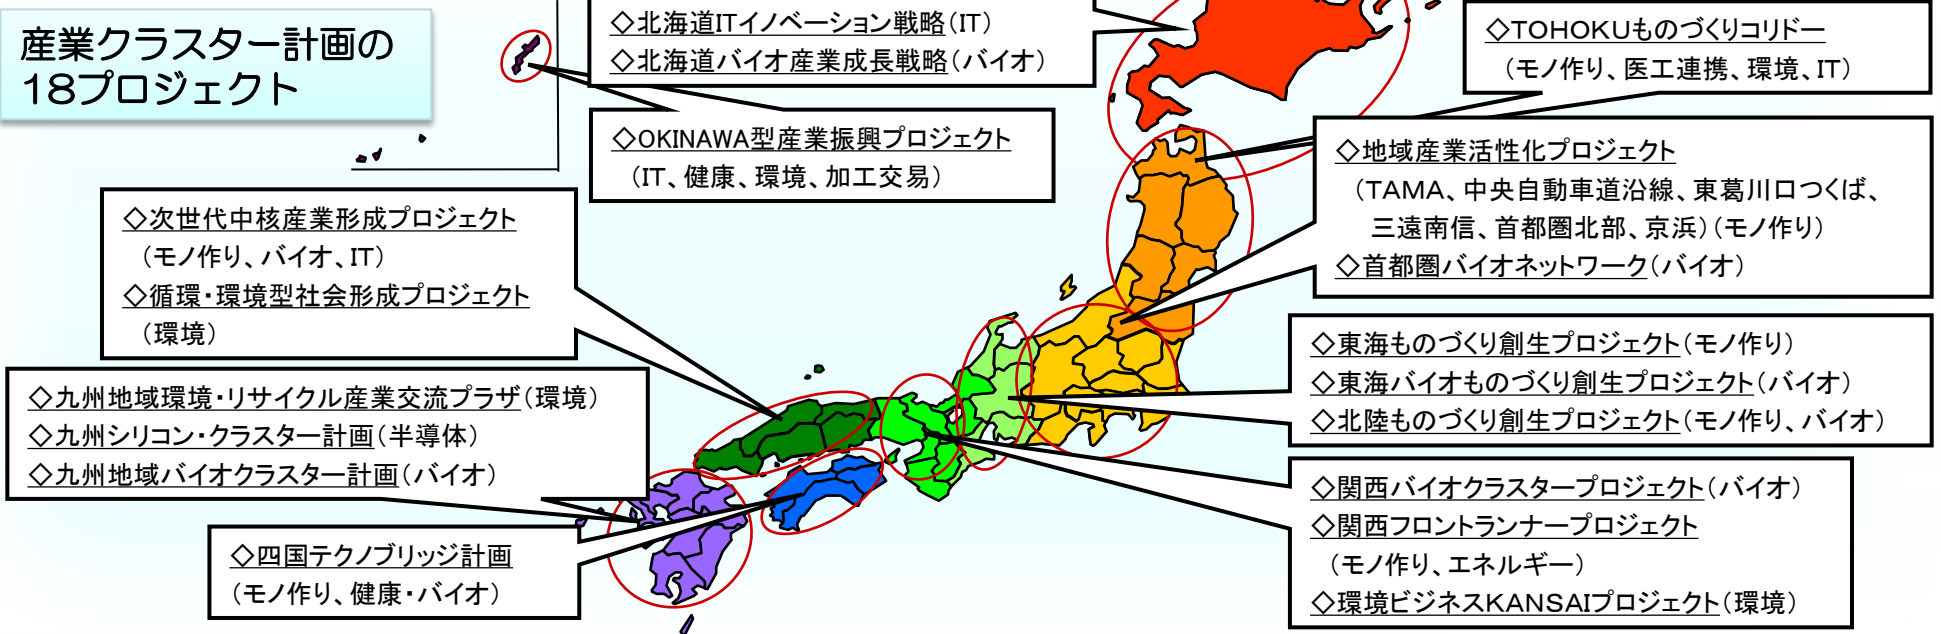 産業クラスター計画の
18プロジェクト
◇北海道ITイノベーション戦略(IT)
◇北海道バイオ産業成長戦略(バイオ)
◇TOHOKUものづくりコリドー
(モノ作り、医工連携、環境、IT)
◇OKINAWA型産業振興プロジェクト
(IT、健康、環境、加工交易)
◇地域産業活性化プロジェクト
(TAMA、中央自動車道沿線、東葛川口つくば、
三遠南信、首都圏北部、京浜)(モノ作り)
◇首都圏バイオネットワーク(バイオ)
◇次世代中核産業形成プロジェクト
(モノ作り、バイオ、IT)
◇循環・環境型社会形成プロジェクト
(環境)
◇東海ものづくり創生プロジェクト(モノ作り)
◇東海バイオものづくり創生プロジェクト(バイオ)
◇北陸ものづくり創生プロジェクト(モノ作り、バイオ)
◇九州地域環境・リサイクル産業交流プラザ(環境)
◇九州シリコン・クラスター計画(半導体)
◇九州地域バイオクラスター計画(バイオ)
◇関西バイオクラスタープロジェクト(バイオ)
◇関西フロントランナープロジェクト
(モノ作り、エネルギー)
◇環境ビジネスKANSAIプロジェクト(環境)
◇四国テクノブリッジ計画
(モノ作り、健康・バイオ)